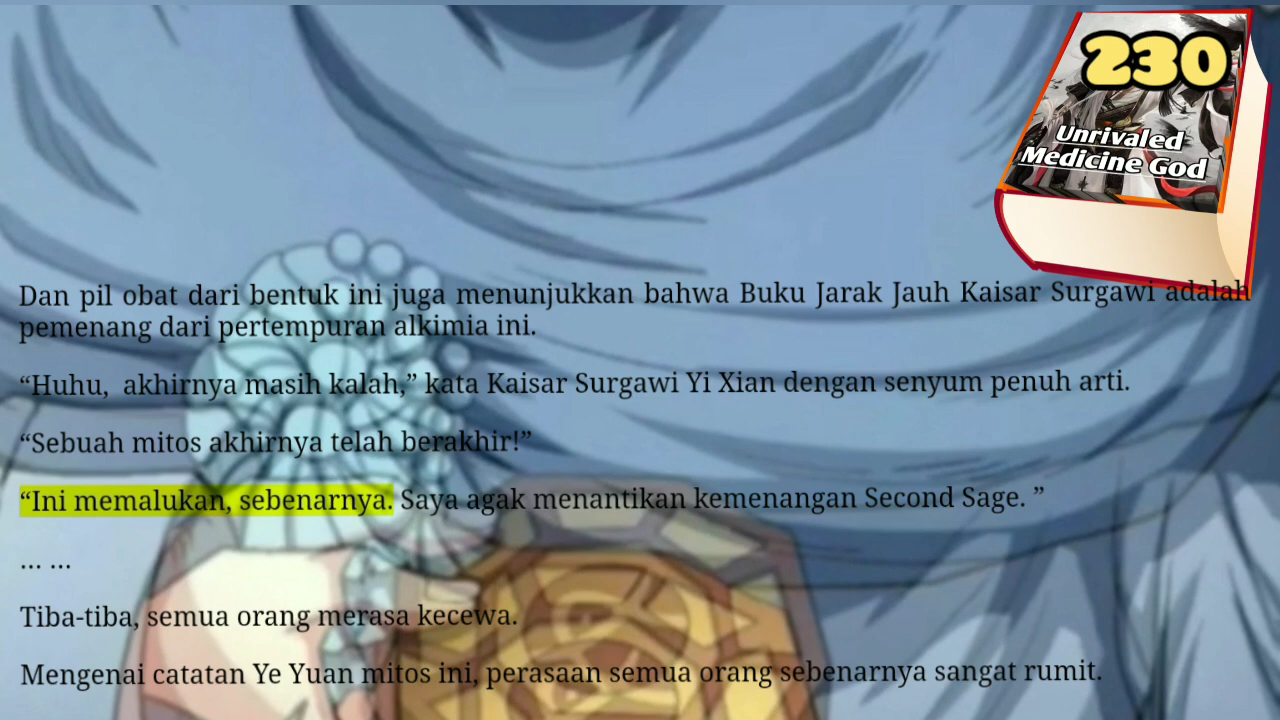 230
Unrivaled
Medicine God
Dan pil obat dari bentuk ini juga menunjukkan bahwa Buku Jarak Jauh Kaisar Surgawi adalah
pemenang dari pertempuran alkimia ini.
“Huhu,  akhirnya masih kalah,” kata Kaisar Surgawi Yi Xian dengan senyum penuh arti.
“Sebuah mitos akhirnya telah berakhir!”
“Ini memalukan, sebenarnya. Saya agak menantikan kemenangan Second Sage. ”
... ...
Tiba-tiba, semua orang merasa kecewa.
Mengenai catatan Ye Yuan mitos ini, perasaan semua orang sebenarnya sangat rumit.